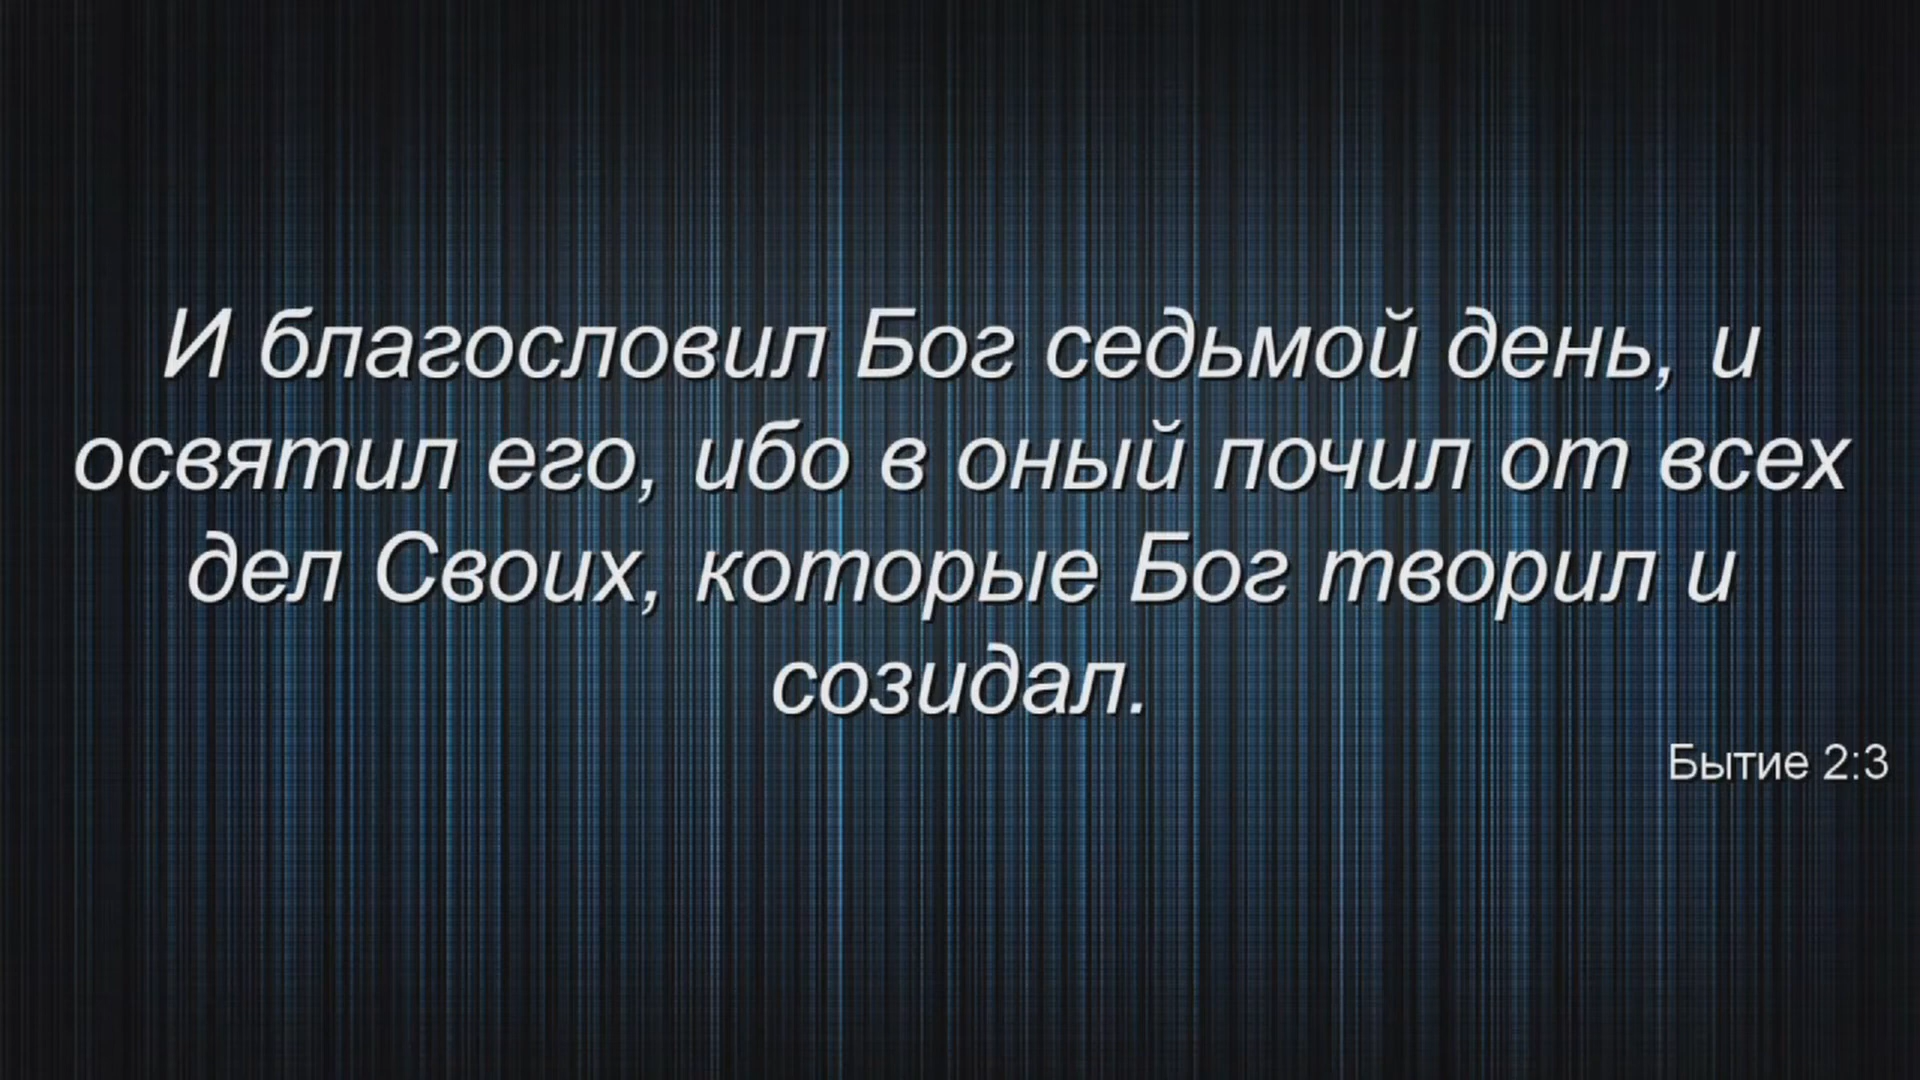 И благословил Бог седьмой день, и
освятил его, ибо в оный почил от всех
дел Своих, которые Бог творил и
созидал.
Бытие 2:3